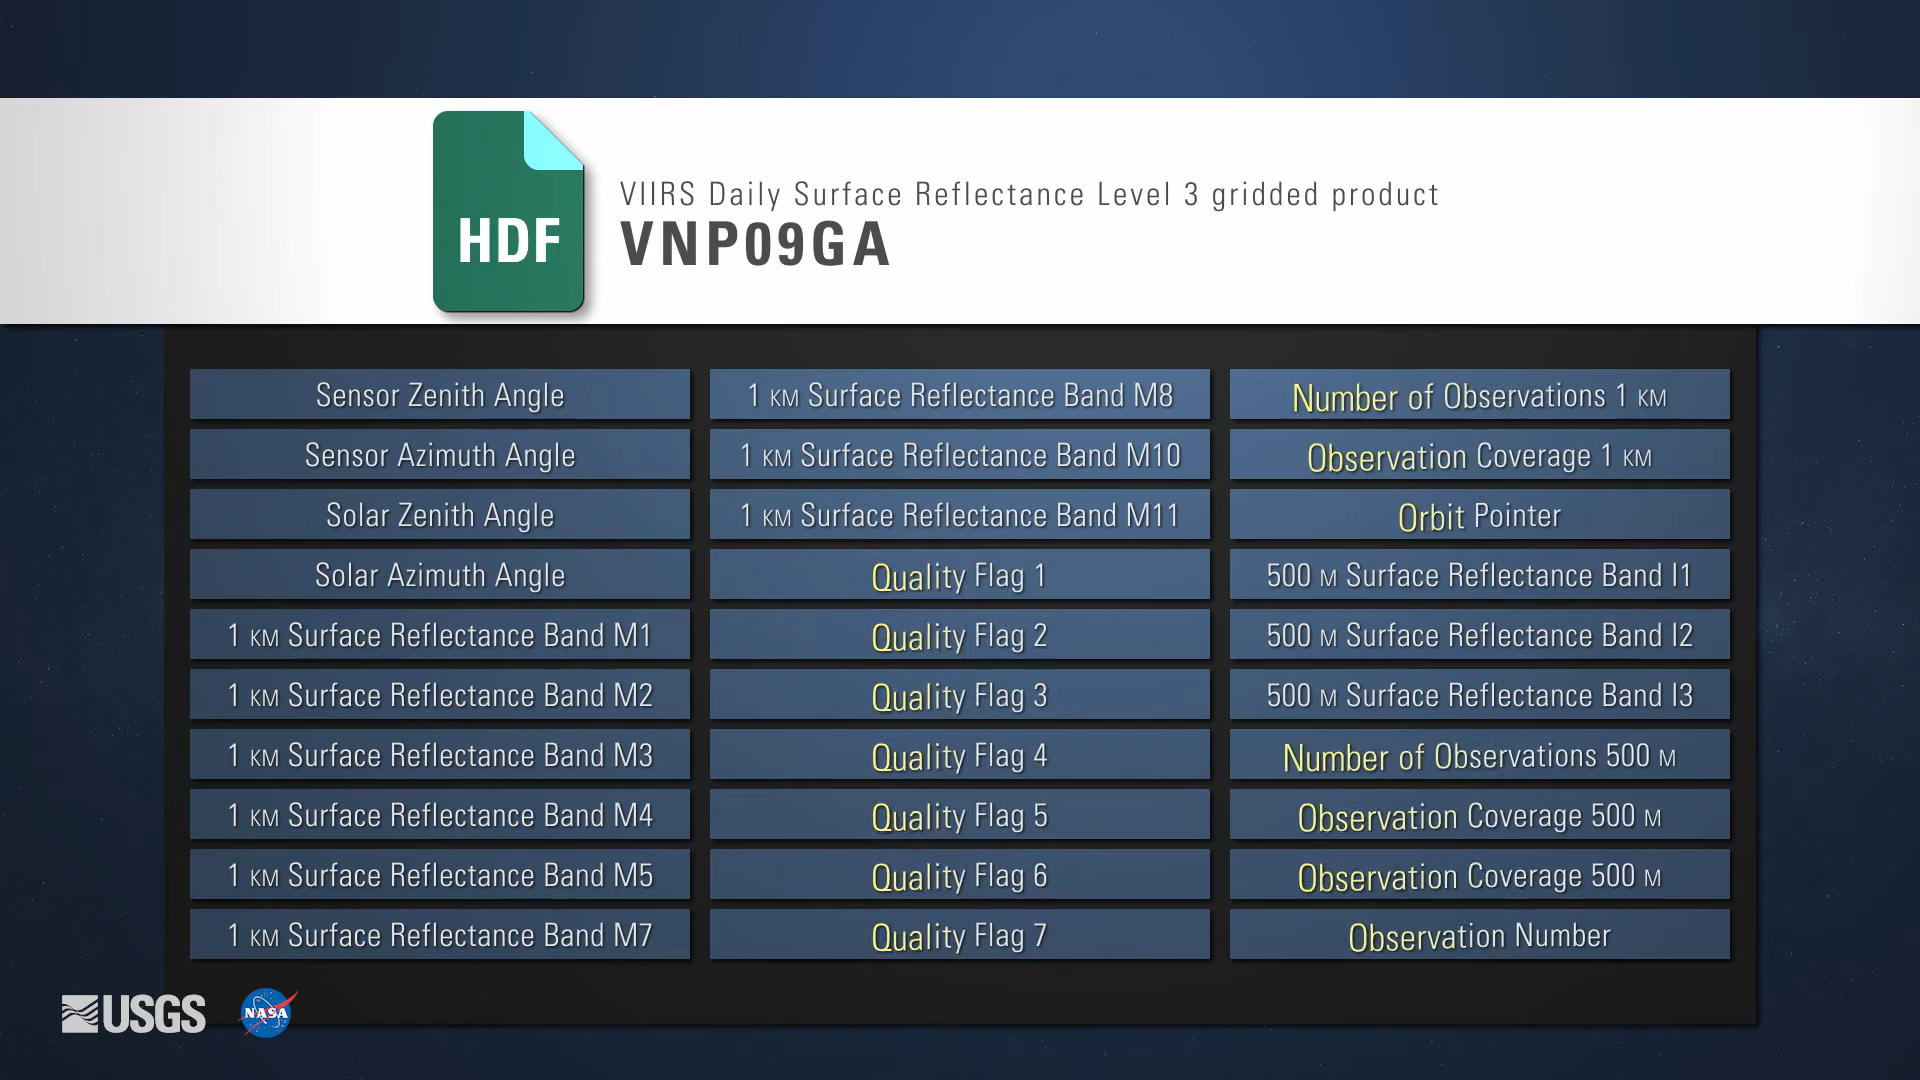 HDF
VIIRS Daily Surface Reflectance Level 3 gridded product
VNP09GA
Sensor Zenith Angle
Sensor Azimuth Angle
Solar Zenith Angle
Solar Azimuth Angle
1 KM Surface Reflectance Band M1
1 KM Surface Reflectance Band M2
1 KM Surface Reflectance Band M3
1 KM Surface Reflectance Band M4
1 KM Surface Reflectance Band M5
1 KM Surface Reflectance Band M7
1 KM Surface Reflectance Band M8
1 KM Surface Reflectance Band M10
1 KM Surface Reflectance Band M11
Quality Flag 1
Quality Flag 2
Quality Flag 3
Quality Flag 4
Quality Flag 5
Quality Flag 6
Quality Flag 7
Number of Observations 1 KM
Observation Coverage 1 KM
Orbit Pointer
500 M Surface Reflectance Band I1
500 M Surface Reflectance Band I2
500 M Surface Reflectance Band I3
Number of Observations 500 M
Observation Coverage 500 M
Observation Coverage 500 M
Observation Number
USGS
NASA